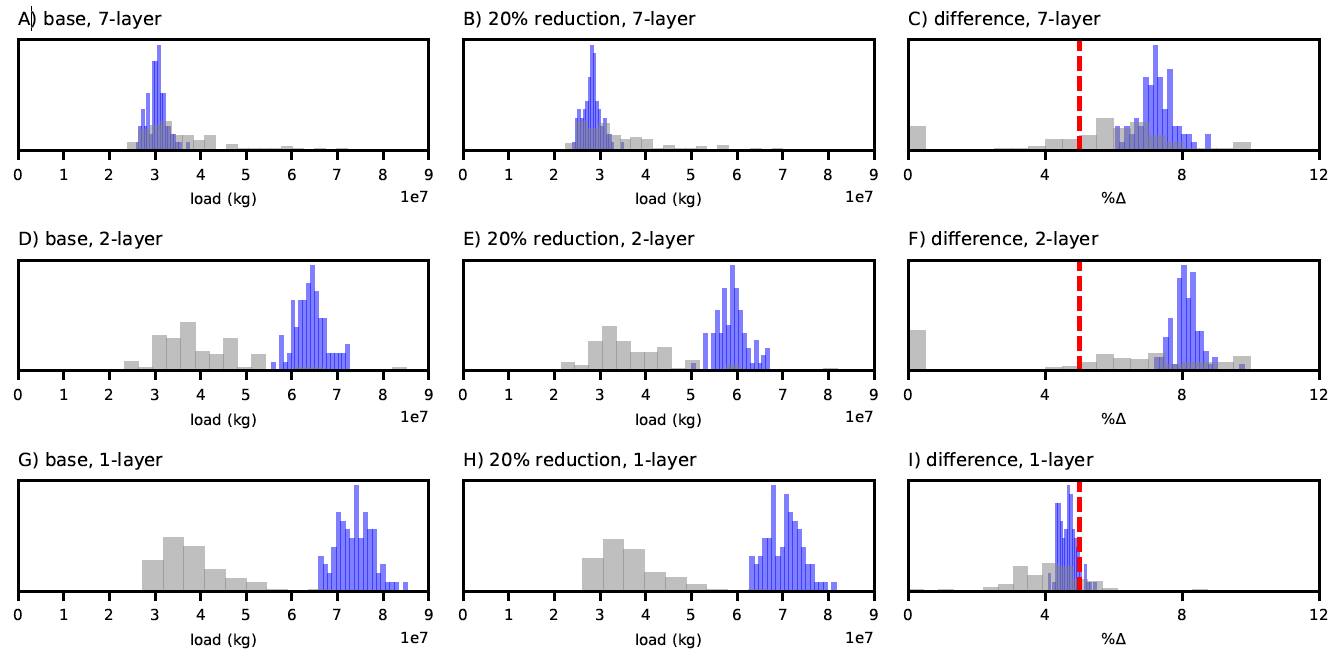 A) base, 7-layer
B) 20% reduction, 7-layer
C) difference, 7-layer
0 1 2 3 4 5 6 7 8 9
0 1 2 3 4 5 6 7 8 9
0 4 8 12
load (kg)
1e7
load (kg)
1e7
%Δ
D) base, 2-layer
E) 20% reduction, 2-layer
F) difference, 2-layer
0 1 2 3 4 5 6 7 8 9
0 1 2 3 4 5 6 7 8 9
0 4 8 12
load (kg)
1e7
load (kg)
1e7
%Δ
G) base, 1-layer
H) 20% reduction, 1-layer
I) difference, 1-layer
0 1 2 3 4 5 6 7 8 9
0 1 2 3 4 5 6 7 8 9
0 4 8 12
load (kg)
1e7
load (kg)
1e7
%Δ